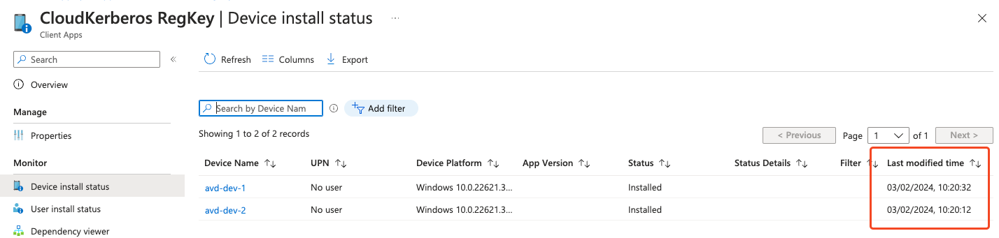 CloudKerberos RegKey | Device install status ...
Client Apps
Search «
Refresh Columns Export
Overview
Search by Device Nam Add filter
Manage
Showing 1 to 2 of 2 records
Properties
< Previous Page 1 of 1 Next >
Monitor
Device Name UPN Device Platform App Version Status Status Details Filter Last modified time
Device install status
avd-dev-1 No user Windows 10.0.22621.3... Installed 03/02/2024, 10:20:32
User install status
avd-dev-2 No user Windows 10.0.22621.3... Installed 03/02/2024, 10:20:12
Dependency viewer